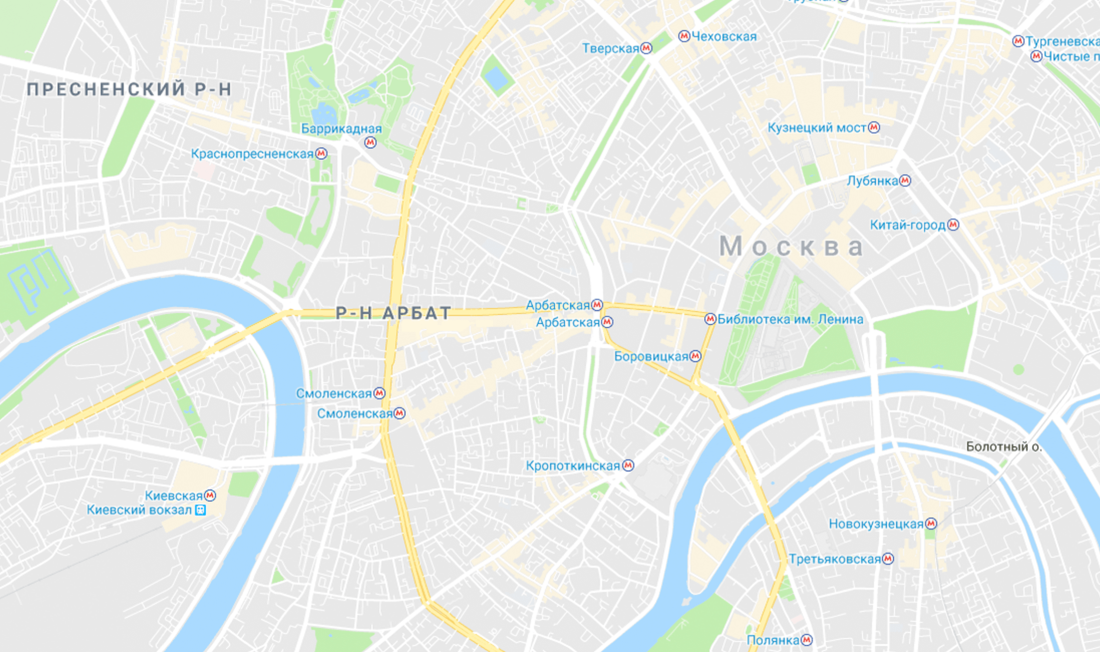 Чеховская
Тверская
Тургеневска
Чистые п
ПРЕСНЕНСКИЙ Р-Н
Баррикадная
Кузнецкий мост
Краснопресненская
Лубянка
Китай-город
Москва
Арбатская
Р-Н АРБАТ
Библиотека им. Ленина
Арбатская
Боровицкая
Смоленская
Смоленская
Болотный о.
Кропоткинская
Киевская
Киевский вокзал
Новокузнецкая
Третьяковская
Полянка